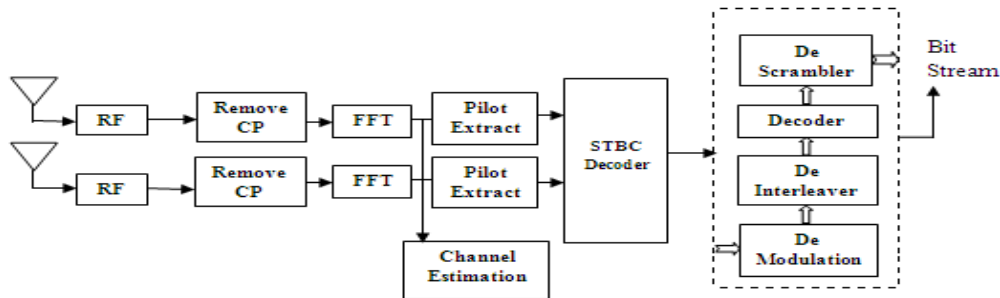 RF
Remove
CP
FFT
Pilot
Extract
RF
Remove
CP
FFT
Pilot
Extract
Channel
Estimation
STBC
Decoder
De
Scrambler
Decoder
De
Interleaver
De
Modulation
Bit
Stream